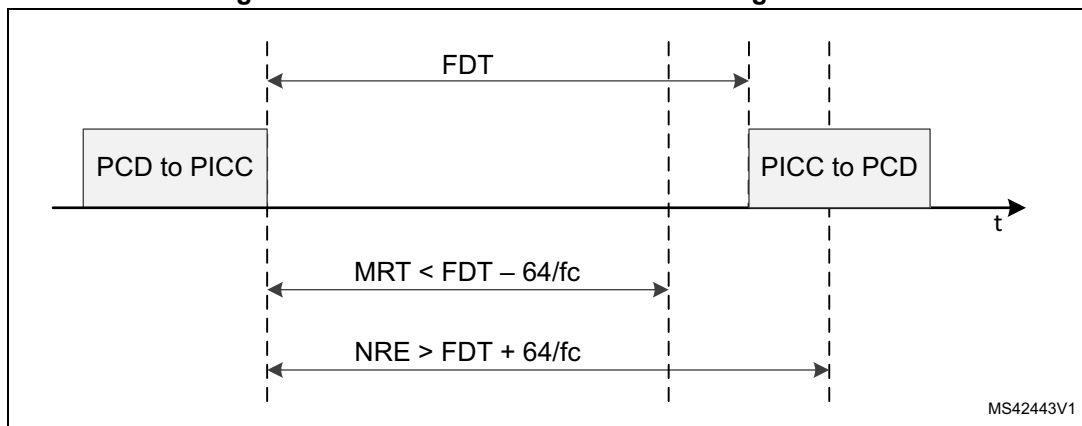 FDT
PCD to PICC
PICC to PCD
t
MRT < FDT – 64/fc
NRE > FDT + 64/fc
MS42443V1